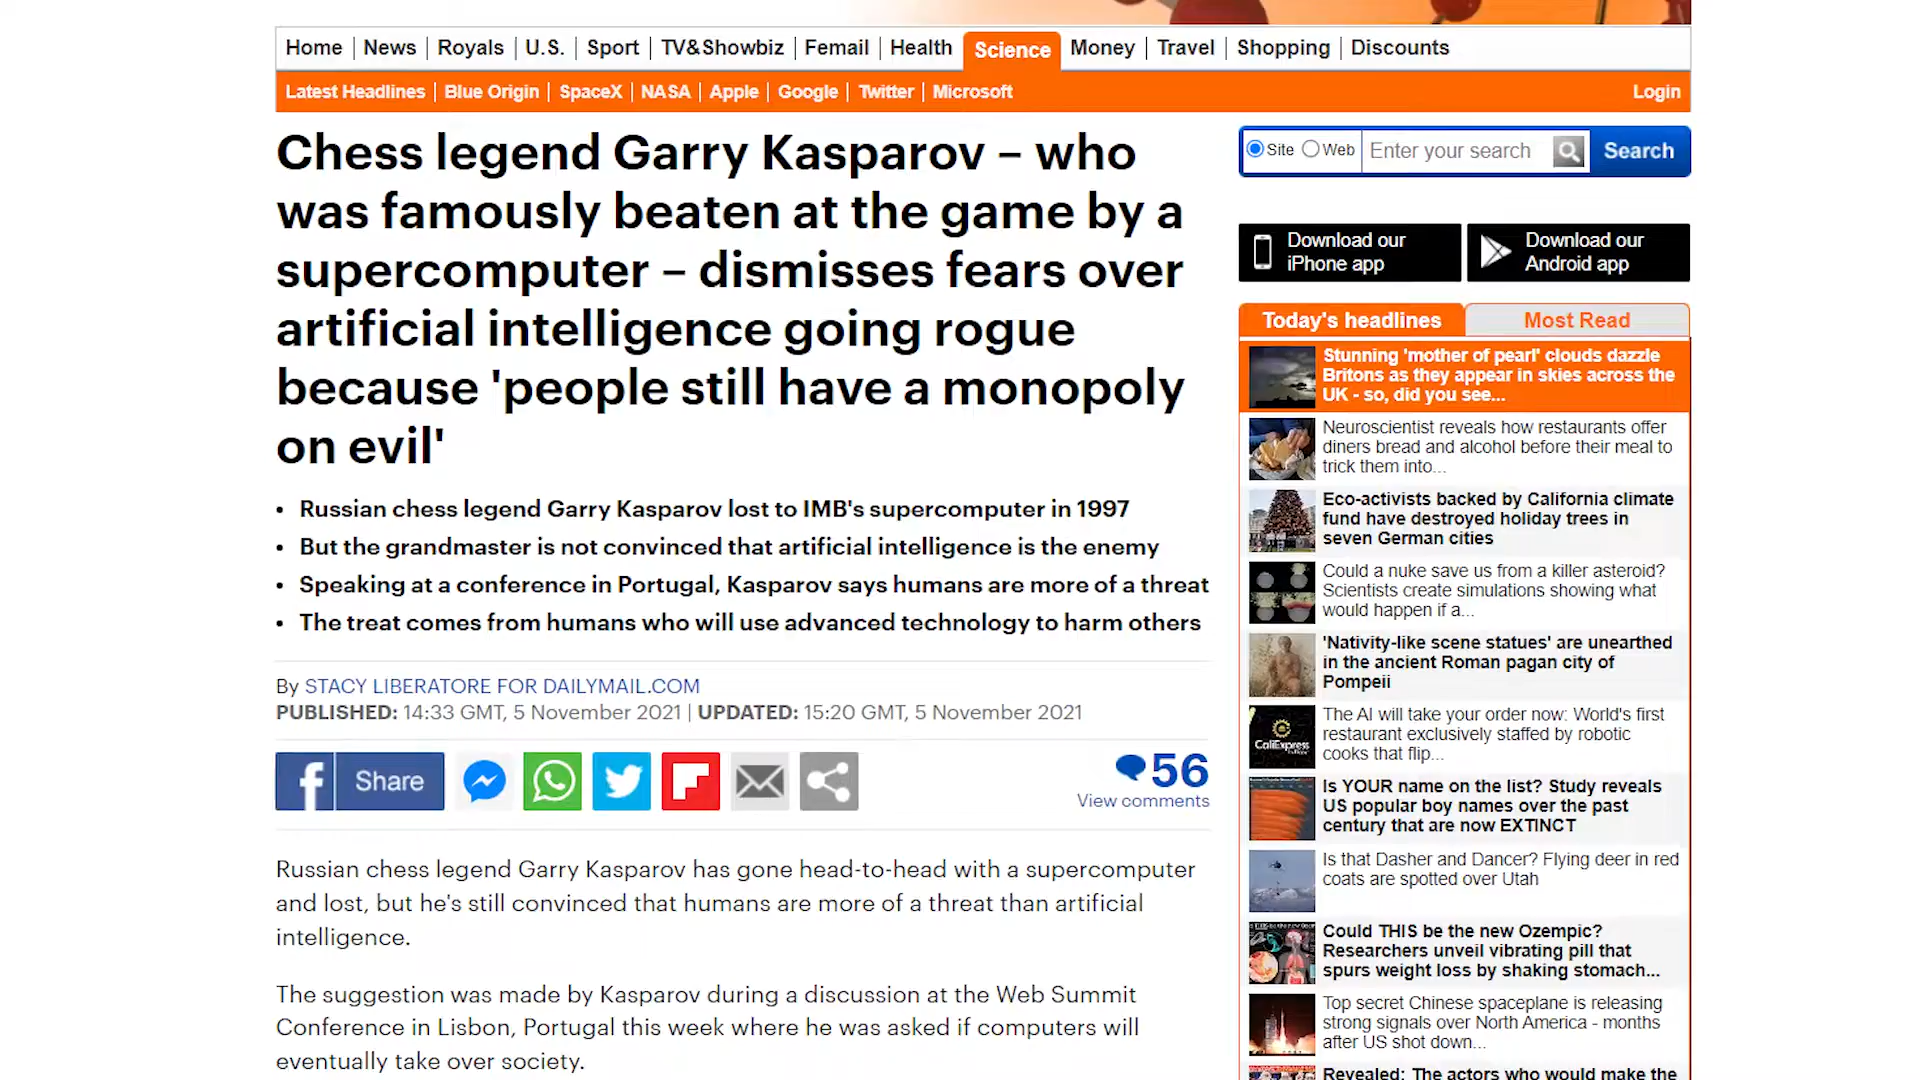 Home News Royals U.S. Sport TV&Showbiz Femail Health Science Money Travel Shopping Discounts
Latest Headlines Blue Origin SpaceX NASA Apple Google Twitter Microsoft Login
Chess legend Garry Kasparov – who
was famously beaten at the game by a
supercomputer – dismisses fears over
artificial intelligence going rogue
because 'people still have a monopoly
on evil'
• Russian chess legend Garry Kasparov lost to IMB's supercomputer in 1997
• But the grandmaster is not convinced that artificial intelligence is the enemy
• Speaking at a conference in Portugal, Kasparov says humans are more of a threat
• The treat comes from humans who will use advanced technology to harm others
By STACY LIBERATORE FOR DAILYMAIL.COM
PUBLISHED: 14:33 GMT, 5 November 2021 | UPDATED: 15:20 GMT, 5 November 2021
Share
56
View comments
Russian chess legend Garry Kasparov has gone head-to-head with a supercomputer
and lost, but he's still convinced that humans are more of a threat than artificial
intelligence.
The suggestion was made by Kasparov during a discussion at the Web Summit
Conference in Lisbon, Portugal this week where he was asked if computers will
eventually take over society.
Site Web Enter your search Search
Download our
iPhone app
Download our
Android app
Today's headlines Most Read
Stunning 'mother of pearl' clouds dazzle
Britons as they appear in skies across the
UK - so, did you see...
Neuroscientist reveals how restaurants offer
diners bread and alcohol before their meal to
trick them into...
Eco-activists backed by California climate
fund have destroyed holiday trees in
seven German cities
Could a nuke save us from a killer asteroid?
Scientists create simulations showing what
would happen if a...
'Nativity-like scene statues' are unearthed
in the ancient Roman pagan city of
Pompeii
CaliExpress
The AI will take your order now: World's first
restaurant exclusively staffed by robotic
cooks that flip...
Is YOUR name on the list? Study reveals
US popular boy names over the past
century that are now EXTINCT
Is that Dasher and Dancer? Flying deer in red
coats are spotted over Utah
Could THIS be the new Ozempic?
Researchers unveil vibrating pill that
spurs weight loss by shaking stomach...
Top secret Chinese spaceplane is releasing
strong signals over North America - months
after US shot down...
Revealed: The actors who would make the